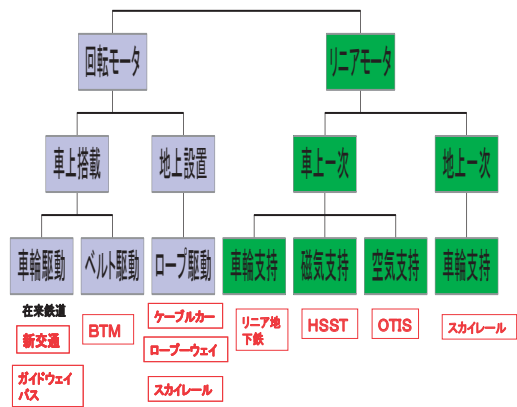 回転モータ
リニアモータ
車上搭載
地上設置
車上一次
地上一次
車輪駆動
ベルト駆動
ロープ駆動
車輪支持
磁気支持
空気支持
車輪支持
在来鉄道
新交通
ガイドウェイ
バス
BTM
ケーブルカー
ロープーウェイ
スカイレール
リニア地
下鉄
HSST
OTIS
スカイレール